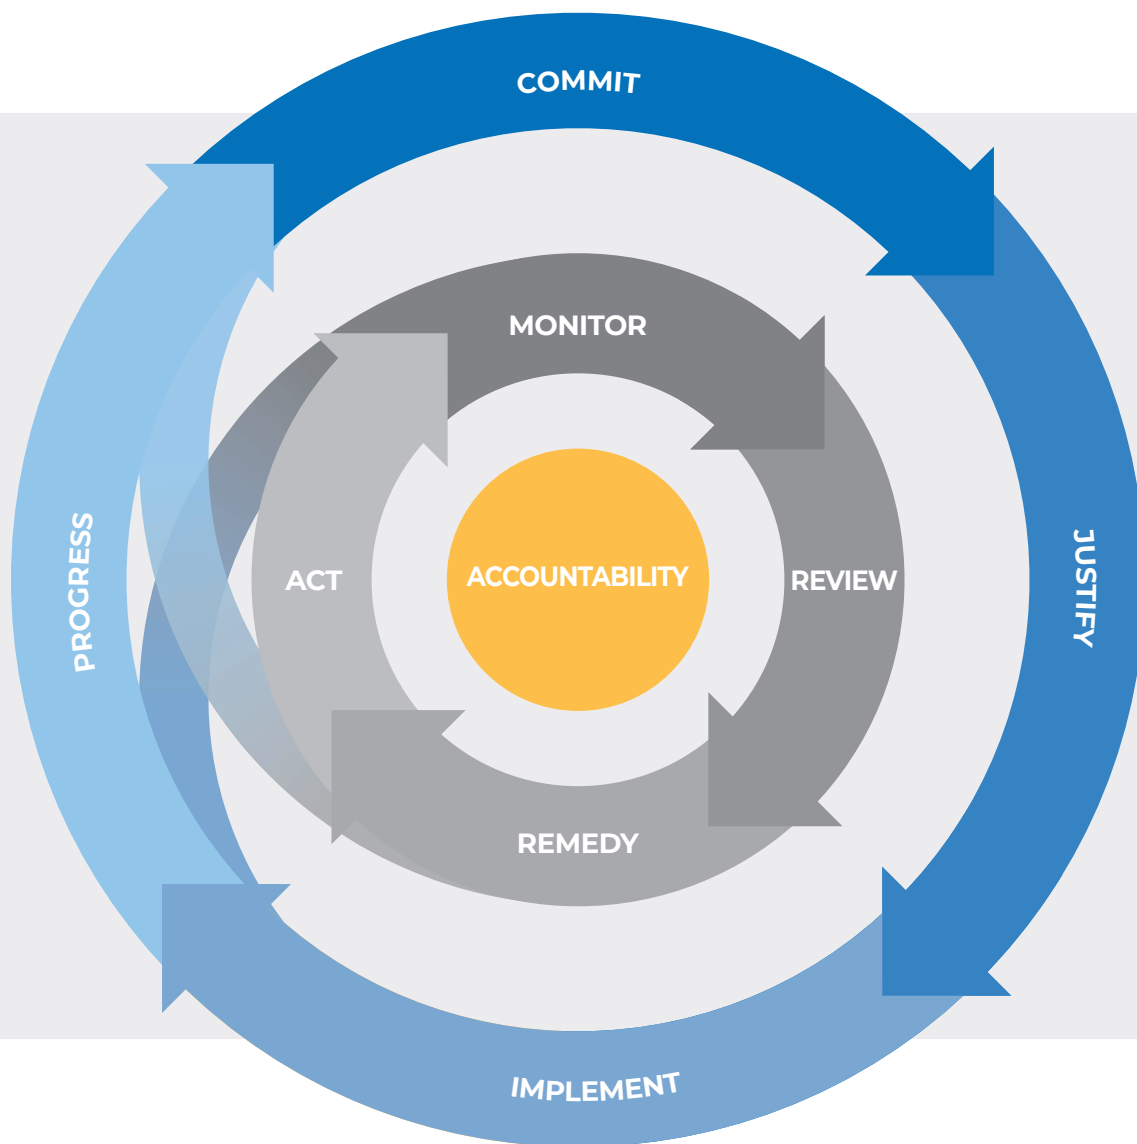 COMMIT
MONITOR
PROGRESS
ACT
ACCOUNTABILITY
REVIEW
JUSTIFY
REMEDY
IMPLEMENT